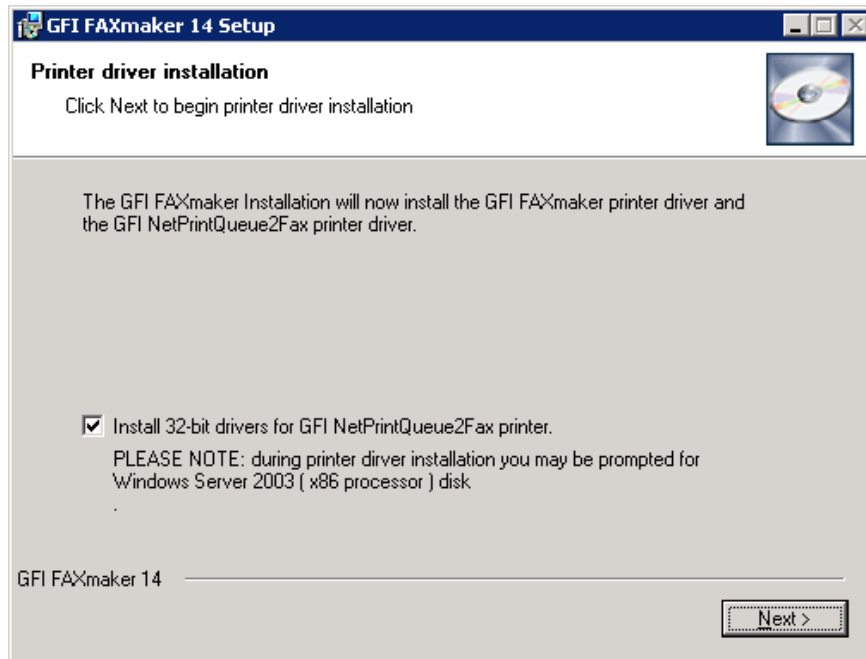 GFI FAXmaker 14 Setup
Printer driver installation
Click Next to begin printer driver installation
The GFI FAXmaker Installation will now install the GFI FAXmaker printer driver and
the GFI NetPrintQueue2Fax printer driver.
Install 32-bit drivers for GFI NetPrintQueue2Fax printer.
PLEASE NOTE: during printer dirver installation you may be prompted for
Windows Server 2003 ( x86 processor ) disk
.
GFI FAXmaker 14
Next >